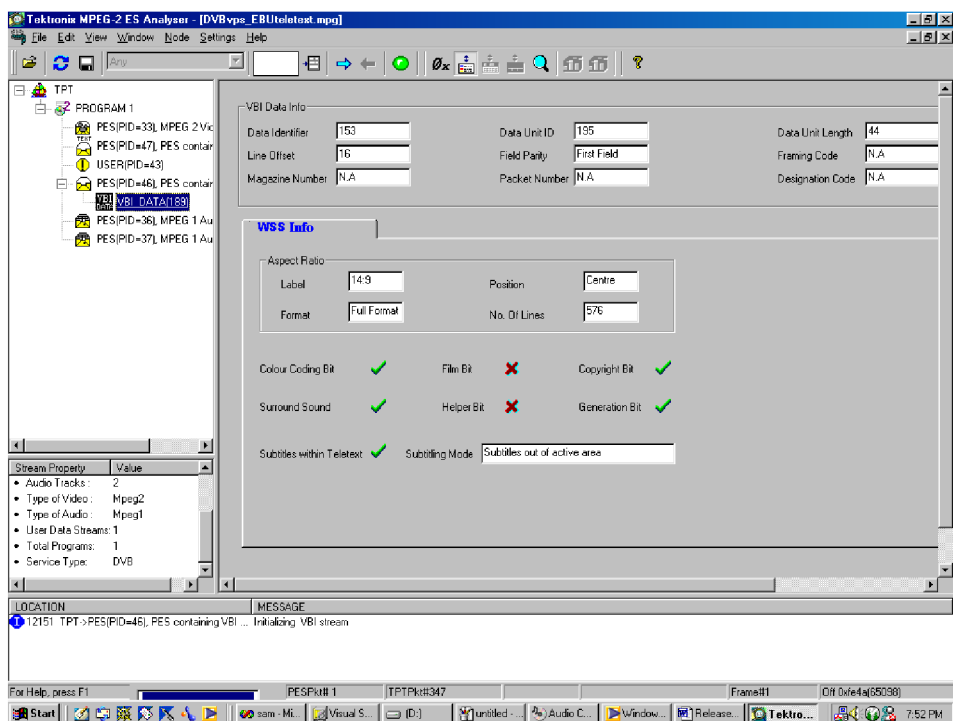 Tektronix MPEG-2 ES Analyser - [DVBvps_EBUteletext.mpg]
File Edit View Window Node Settings Help
Any
TPT
PROGRAM 1
PES(PID=33), MPEG 2 Vic
TEXT
PES(PID=47), PES contair
USER(PID=43)
PES(PID=46), PES contair
VBI DATA
VBI_DATA(189)
PES(PID=36), MPEG 1 Au
PES(PID=37), MPEG 1 Au
VBI Data Info
Data Identifier 153 Data Unit ID 195 Data Unit Length 44
Line Offset 16 Field Parity First Field Framing Code N.A
Magazine Number N.A Packet Number N.A Designation Code N.A
WSS Info
Aspect Ratio
Label 14:9 Position Centre
Format Full Format No. Of Lines 576
Colour Coding Bit Film Bit Copyright Bit
Surround Sound Helper Bit Generation Bit
Subtitles within Teletext Subtitling Mode Subtitles out of active area
Stream Property Value
Audio Tracks : 2
Type of Video : Mpeg2
Type of Audio : Mpeg1
User Data Streams: 1
Total Programs: 1
Service Type: DVB
LOCATION MESSAGE
12151 TPT->PES(PID=46), PES containing VBI ... Initializing VBI stream
For Help, press F1 PESPkt# 1 TPTPkt#347 Frame#1 Off 0xfe4a(65098)
Start sam - Mi... Visual S... (D:) untitled - ... Audio C... Window... Release... Tektro... 7:52 PM